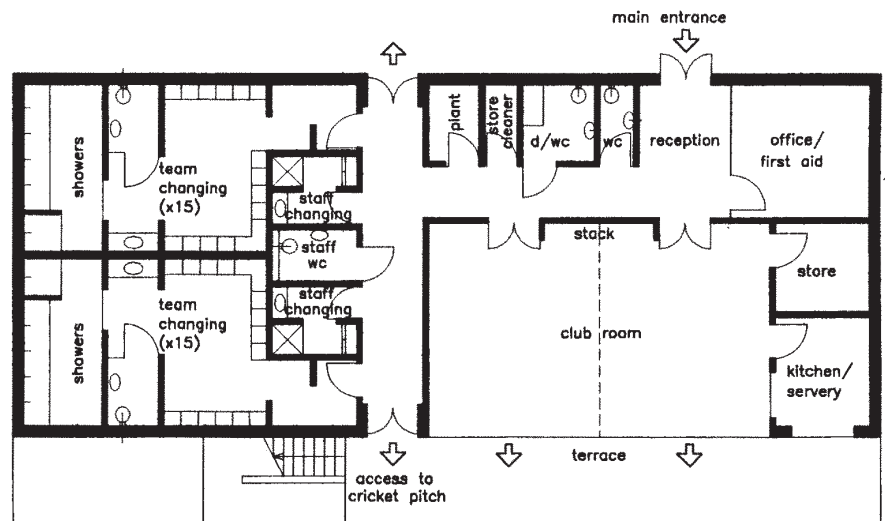 main entrance
plant
store
cleaner
d/wc
wc
reception
office/
first aid
showers
team
changing
(x15)
staff
changing
staff
wc
staff
changing
stack
store
showers
team
changing
(x15)
club room
kitchen/
servery
terrace
access to
cricket pitch